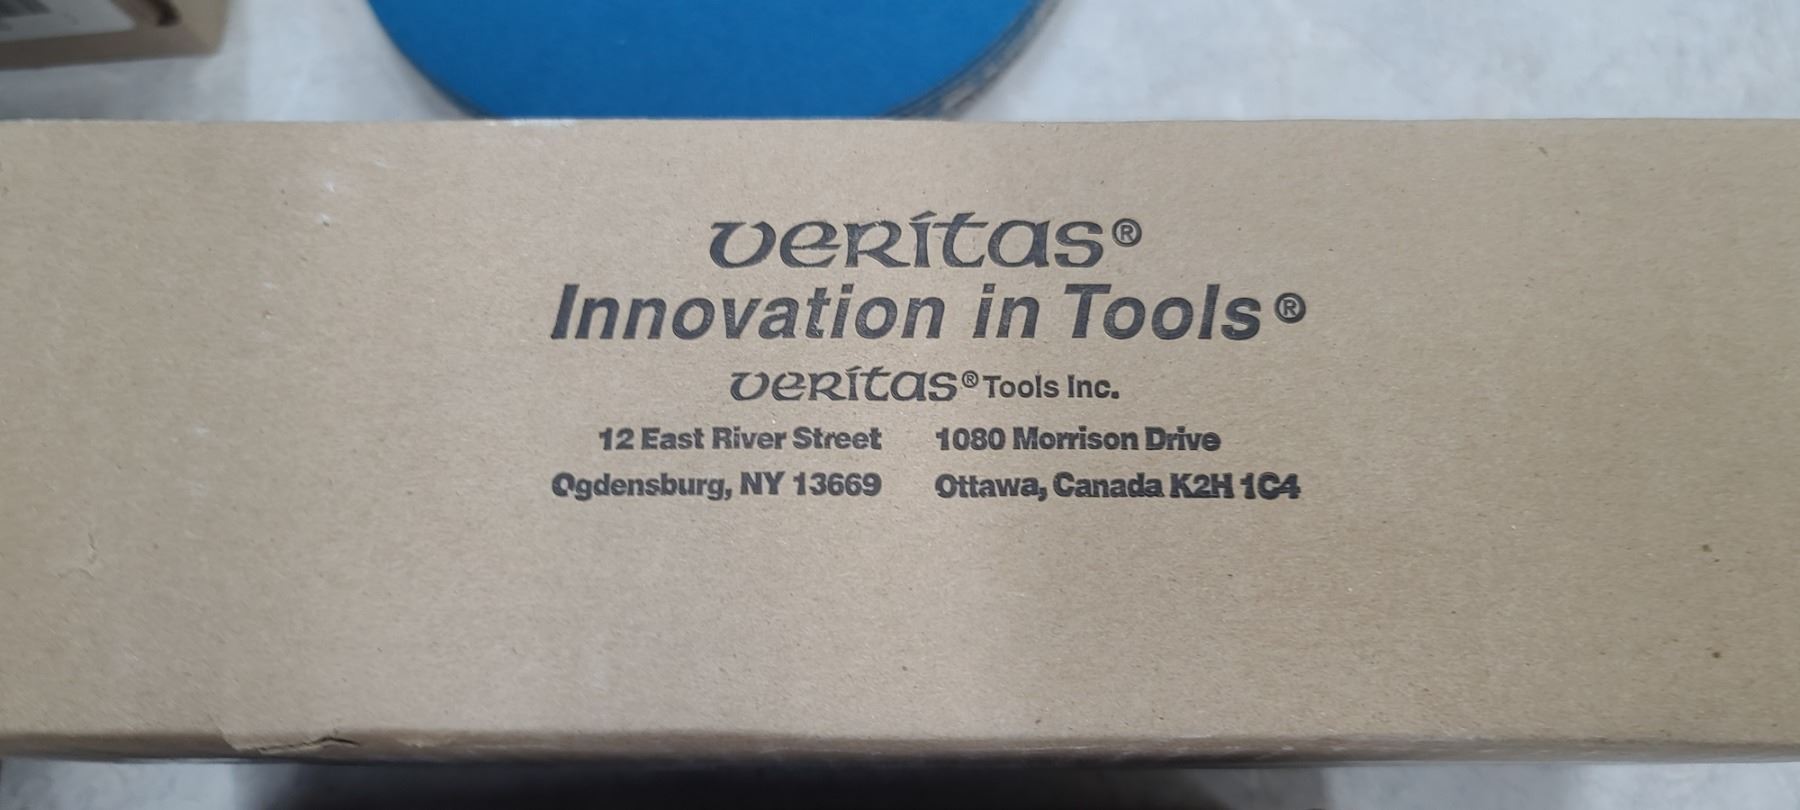 veritas®
Innovation in Tools®
veritas® Tools Inc.
12 East River Street 1080 Morrison Drive
Ogdensburg, NY 13669 Ottawa, Canada K2H 1C4